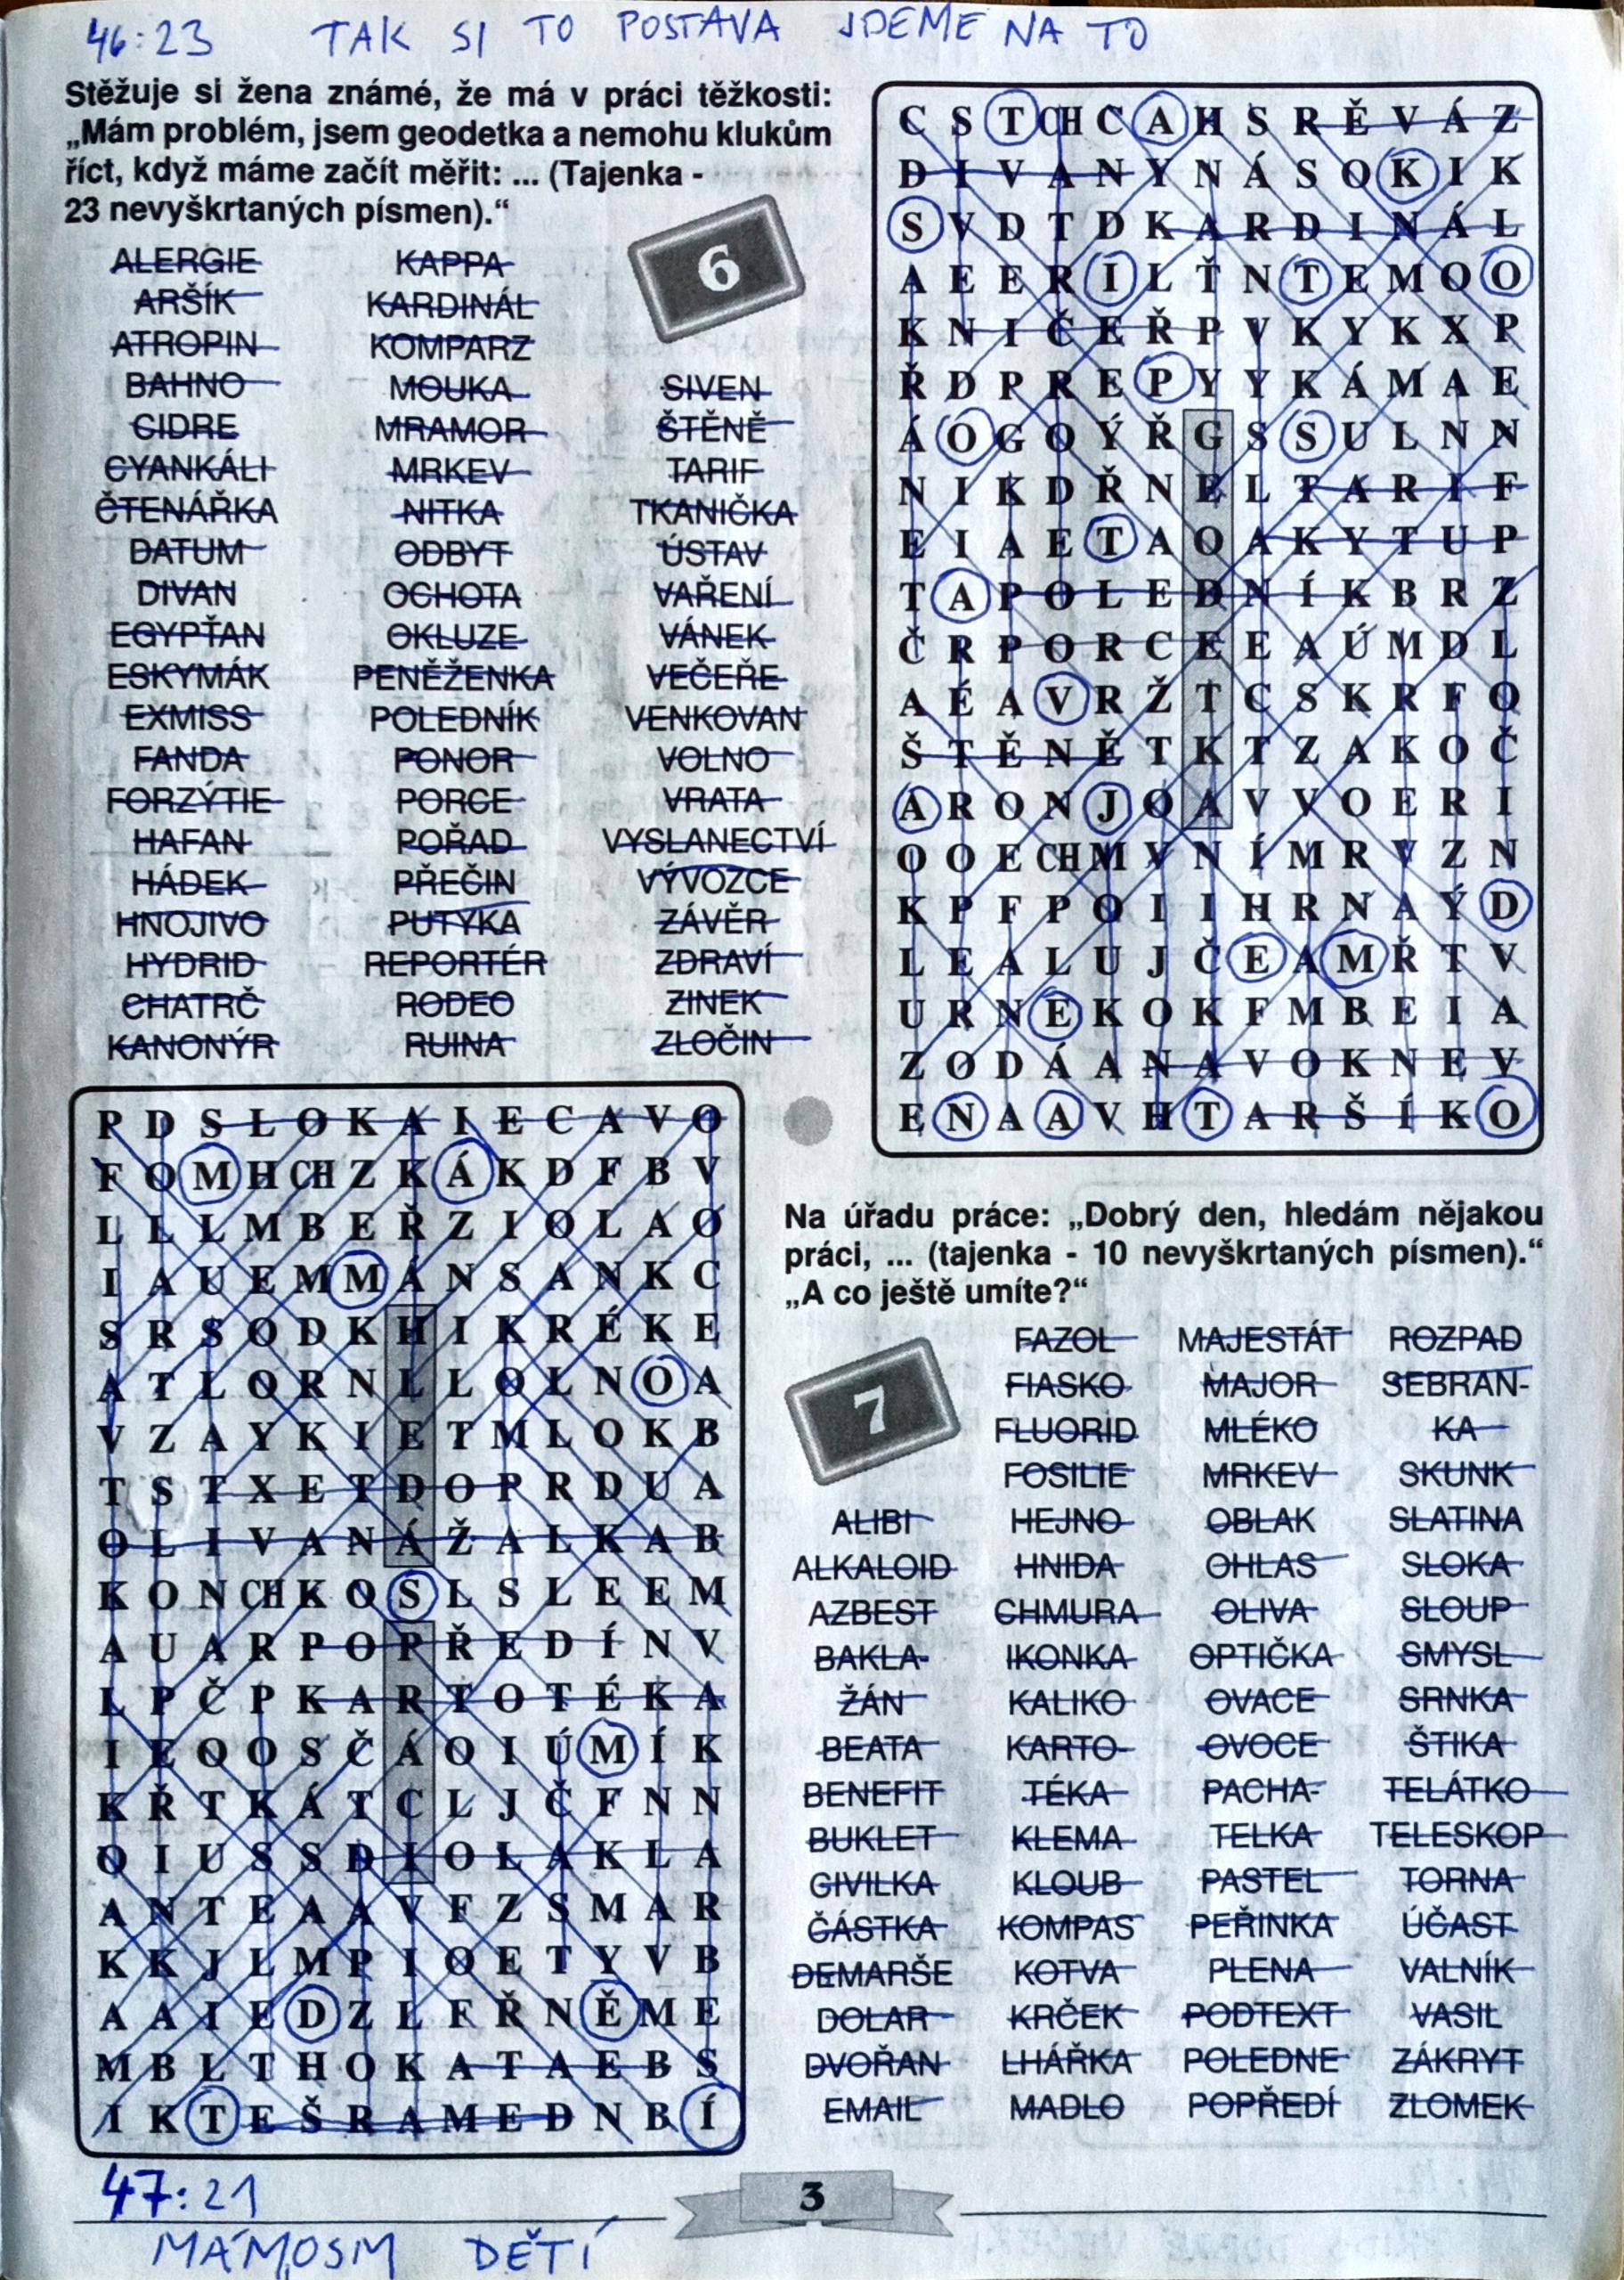 46:23 TAK SI TO POSTAVA JDEME NA TO
Stěžuje si žena známé, že má v práci těžkosti:
„Mám problém, jsem geodetka a nemohu klukům
říct, když máme začít měřit: ... (Tajenka -
23 nevyškrtaných písmen).“
6
ALERGIE KAPPA
ARŠÍK KARDINÁL
ATROPIN KOMPARZ
BAHNO MOUKA SIVEN
CIDRE MRAMOR ŠTĚNĚ
CYANKÁLI MRKEV TARIF
ČTENÁŘKA NITKA TKANIČKA
DATUM ODBYT ÚSTAV
DIVAN OCHOTA VAŘENÍ
EGYPŤAN OKLUZE VÁNEK
ESKYMÁK PENĚŽENKA VEČEŘE
EXMISS POLEDNÍK VENKOVAN
FANDA PONOR VOLNO
FORZÝTIE PORCE VRATA
HAFAN POŘAD VYSLANECTVÍ
HÁDEK PŘEČIN VÝVOZCE
HNOJIVO PUTYKA ZÁVĚR
HYDRID REPORTÉR ZDRAVÍ
CHATRČ RODEO ZINEK
KANONÝR RUINA ZLOČIN
C S T CH C A H S R Ě V Á Z
D I V A N Y N Á S O K I K
S V D T D K A R D I N Á L
A E E R I L Ť N T E M O O
K N I Č E Ř P V K Y K X P
Ř D P R E P Y Y K Á M A E
Á O G O Ý Ř G S S U L N N
N I K D Ř N E L T A R I F
E I A E T A O A K Y T U P
T A P O L E D N Í K B R Z
Č R P O R C E E A Ú M D L
A É A V R Ž T C S K R F O
Š T Ě N Ě T K T Z A K O Č
A R O N J O A V V O E R I
O O E CH M V N Í M R V Z N
K P F P O I I H R N A Ý D
L E A L U J Č E A M Ř T V
U R N E K O K F M B E I A
Z O D Á A N A V O K N E V
E N A A V H T A R Š Í K O
P D S L O K A I E C A V O
F O M H CH Z K Á K D F B V
L L L M B E Ř Z I O L A O
I A U E M M Á N S A N K C
S R S O D K H I K R É K E
A T L O R N L L O L N O A
V Z A Y K I E T M L O K B
T S T X E T D O P R D U A
O L I V A N Á Ž A L K A B
K O N CH K O S L S L E E M
A U A R P O P Ř E D Í N V
L P Č P K A R T O T É K A
I E O O S Č Á O I Ú M Í K
K Ř T K Á T C L J Č F N N
O I U S S D I O L A K L A
A N T E A A V F Z S M A R
K K J L M P I O E T Y V B
A A I E D Z L F Ř N Ě M E
M B L T H O K A T A E B S
I K T E Š R A M E D N B Í
Na úřadu práce: „Dobrý den, hledám nějakou
práci, ... (tajenka - 10 nevyškrtaných písmen).“
„A co ještě umíte?“
7
FAZOL MAJESTÁT ROZPAD
FIASKO MAJOR SEBRAN-
FLUORID MLÉKO KA
FOSILIE MRKEV SKUNK
ALIBI HEJNO OBLAK SLATINA
ALKALOID HNIDA OHLAS SLOKA
AZBEST CHMURA OLIVA SLOUP
BAKLA- IKONKA OPTIČKA SMYSL
ŽÁN KALIKO OVACE SRNKA
BEATA KARTO- OVOCE ŠTIKA
BENEFIT TÉKA PACHA- TELÁTKO
BUKLET KLEMA TELKA TELESKOP
GIVILKA KLOUB PASTEL TORNA
ČÁSTKA KOMPAS PEŘINKA ÚČAST
DEMARŠE KOTVA PLENA VALNÍK
DOLAR KRČEK PODTEXT VASIL
DVOŘAN LHÁŘKA POLEDNE ZÁKRYT
EMAIL MADLO POPŘEDÍ ZLOMEK
47:21
MÁMOSM DĚTÍ
3